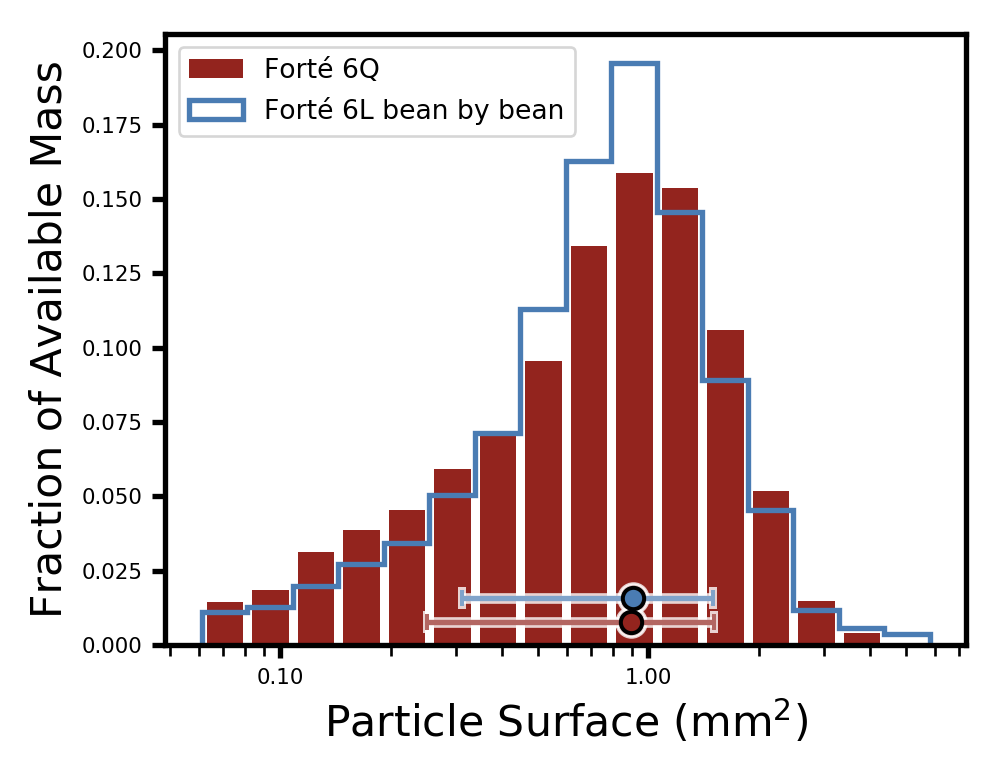 Forté 6Q
Forté 6L bean by bean
Fraction of Available Mass
0.200
0.175
0.150
0.125
0.100
0.075
0.050
0.025
0.000
0.10
1.00
Particle Surface (mm²)